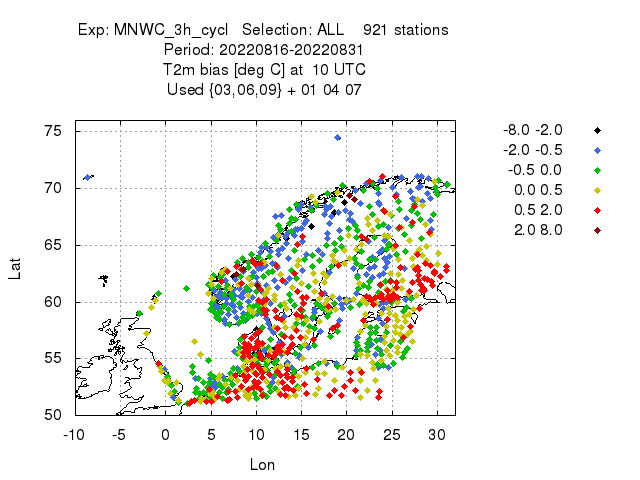 Exp: MNWC_3h_cycl Selection: ALL 921 stations
Period: 20220816-20220831
T2m bias [deg C] at 10 UTC
Used {03,06,09} + 01 04 07
-8.0 -2.0
-2.0 -0.5
-0.5 0.0
0.0 0.5
0.5 2.0
2.0 8.0
75
70
65
60
55
50
Lat
-10 -5 0 5 10 15 20 25 30
Lon